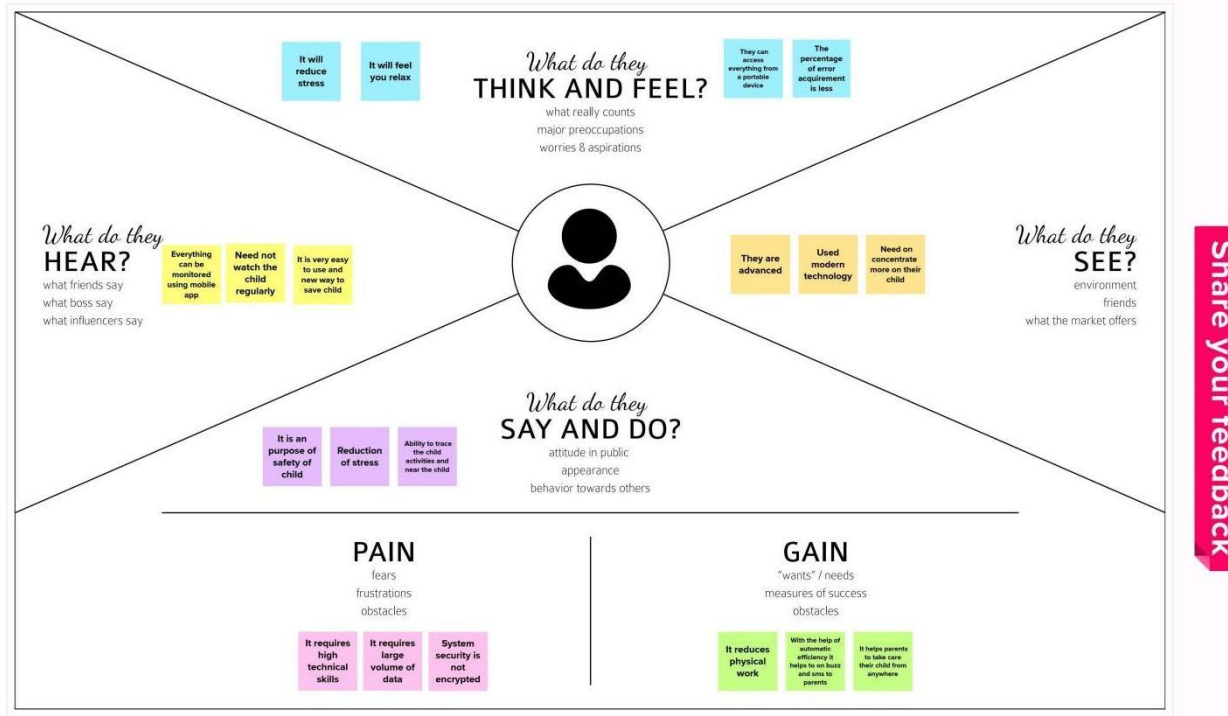 It will
reduce
stress
It will feel
you relax
What do they
THINK AND FEEL?
what really counts
major preoccupations
worries & aspirations
They can
access
everything from
a portable
device
The
percentage
of error
acquirement
is less
What do they
HEAR?
what friends say
what boss say
what influencers say
Everything
can be
monitored
using mobile
app
Need not
watch the
child
regularly
It is very easy
to use and
new way to
save child
They are
advanced
Used
modern
technology
Need on
concentrate
more on their
child
What do they
SEE?
environment
friends
what the market offers
What do they
SAY AND DO?
attitude in public
appearance
behavior towards others
It is an
purpose of
safety of
child
Reduction
of stress
Ability to trace
the child
activities and
near the child
PAIN
fears
frustrations
obstacles
It requires
high
technical
skills
It requires
large
volume of
data
System
security is
not
encrypted
GAIN
"wants" / needs
measures of success
obstacles
It reduces
physical
work
With the help of
automatic
efficiency it
helps to on buzz
and sms to
parents
It helps parents
to take care
their child from
anywhere
Share your feedback